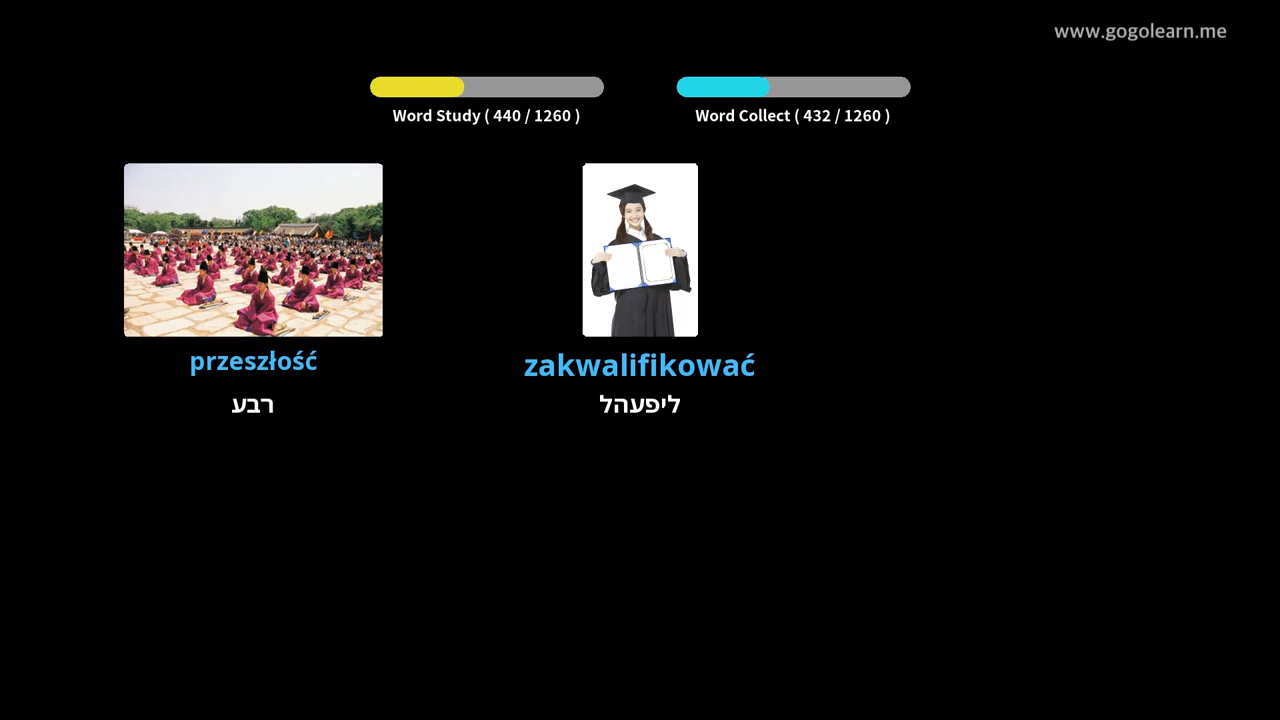 www.gogolearn.me
Word Study ( 440 / 1260 )
Word Collect ( 432 / 1260 )
przeszłość
רבע
zakwalifikować
ליפעהל